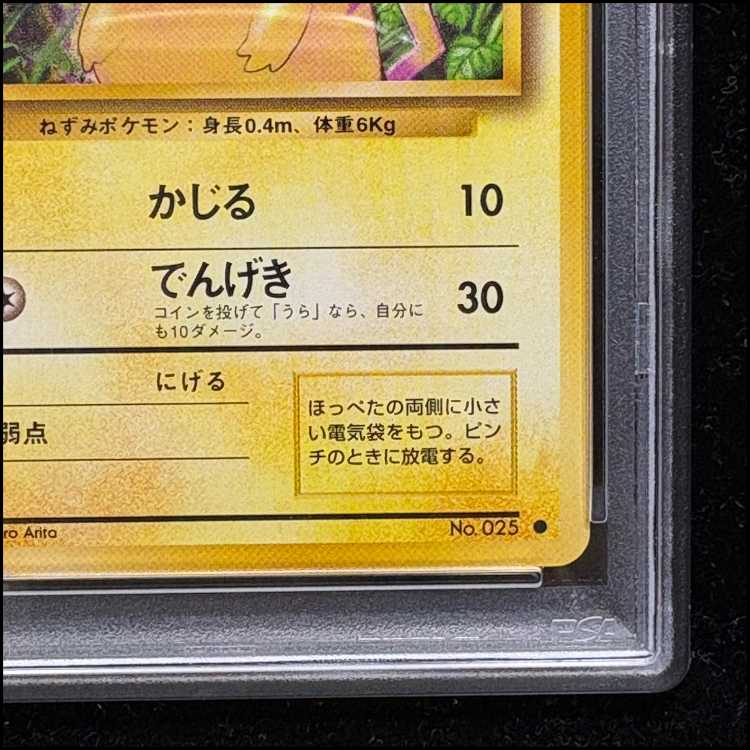 ねずみポケモン：身長0.4m、体重6Kg
かじる 10
でんげき 30
コインを投げて「うら」なら、自分に
も10ダメージ。
にげる
弱点
ほっぺたの両側に小さ
い電気袋をもつ。ピン
チのときに放電する。
ro Arita
No. 025 ●
PSA